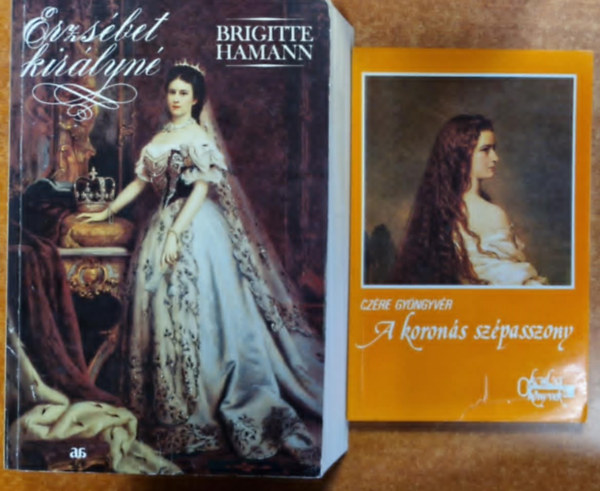 Erzsébet
királyné
BRIGITTE
HAMANN
CZÉRE GYÖNGYVÉR
A koronás szépasszony